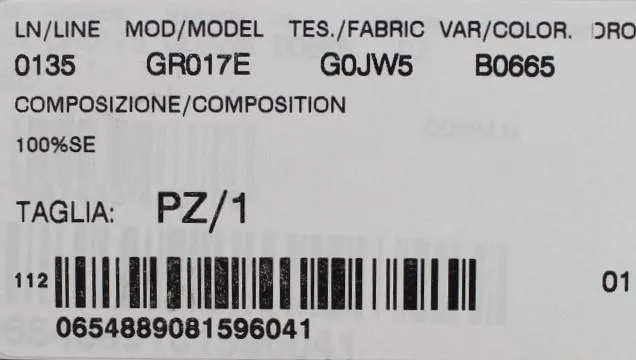 LN/LINE MOD/MODEL TES./FABRIC VAR/COLOR. DRO
0135 GR017E G0JW5 B0665
COMPOSIZIONE/COMPOSITION
100%SE
TAGLIA: PZ/1
112 01
0654889081596041